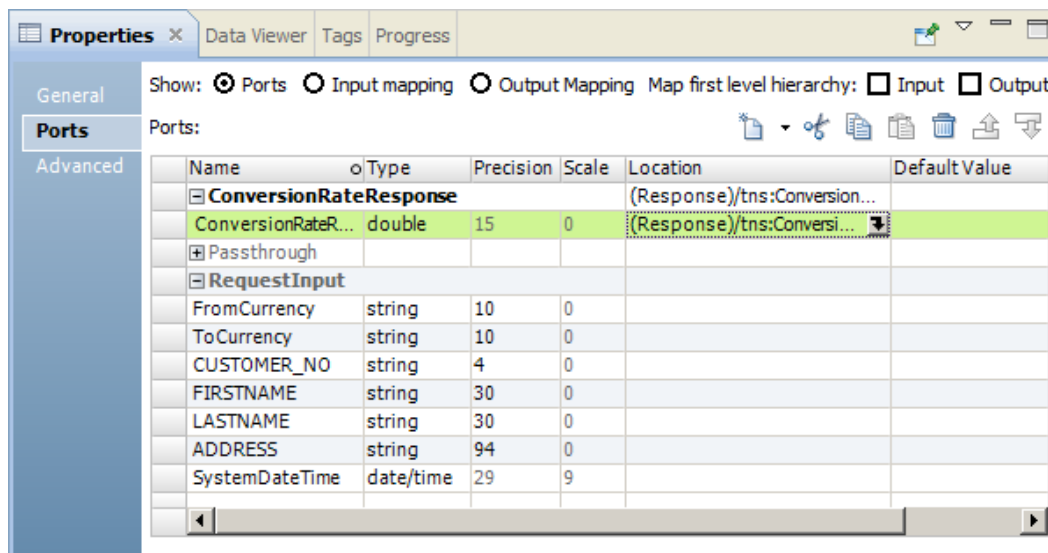 Properties Data Viewer Tags Progress
General
Ports
Advanced
Show: Ports Input mapping Output Mapping Map first level hierarchy: Input Output
Ports:
Name Type Precision Scale Location Default Value
ConversionRateResponse (Response)/tns:Conversion...
ConversionRateR... double 15 0 (Response)/tns:Conversi...
Passthrough
RequestInput
FromCurrency string 10 0
ToCurrency string 10 0
CUSTOMER_NO string 4 0
FIRSTNAME string 30 0
LASTNAME string 30 0
ADDRESS string 94 0
SystemDateTime date/time 29 9